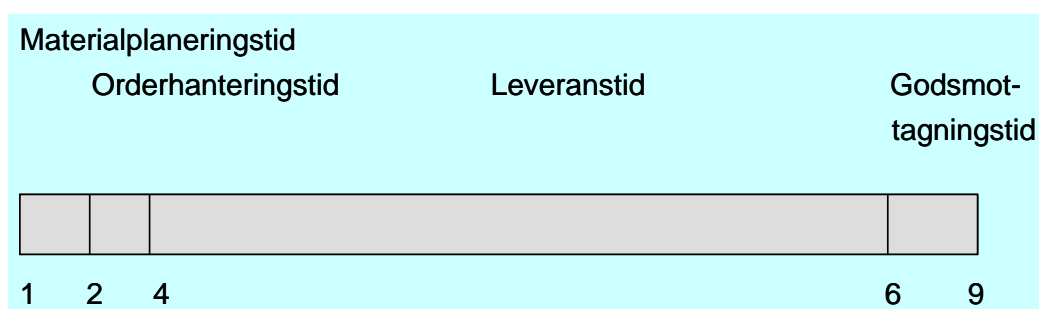 Materialplaneringstid
Orderhanteringstid Leveranstid Godsmot-
tagningstid
1 2 4 6 9